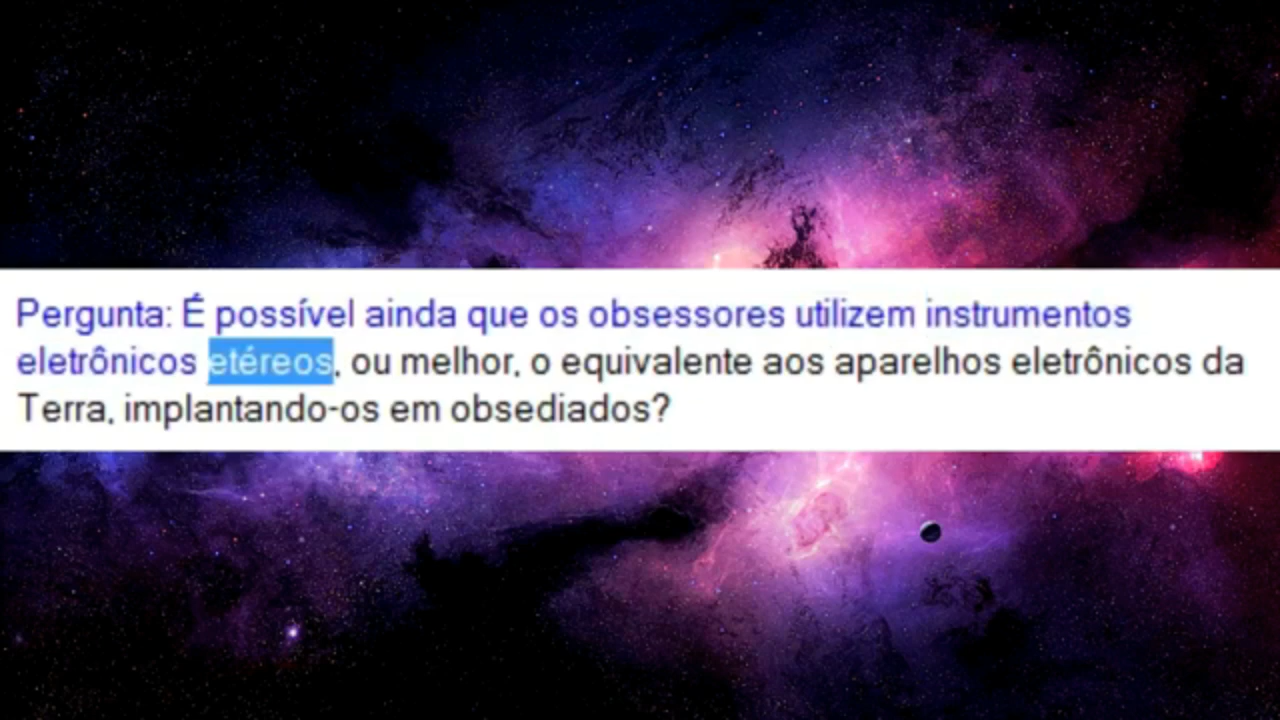 Pergunta: É possível ainda que os obsessores utilizem instrumentos
eletrônicos etéreos, ou melhor, o equivalente aos aparelhos eletrônicos da
Terra, implantando-os em obsediados?